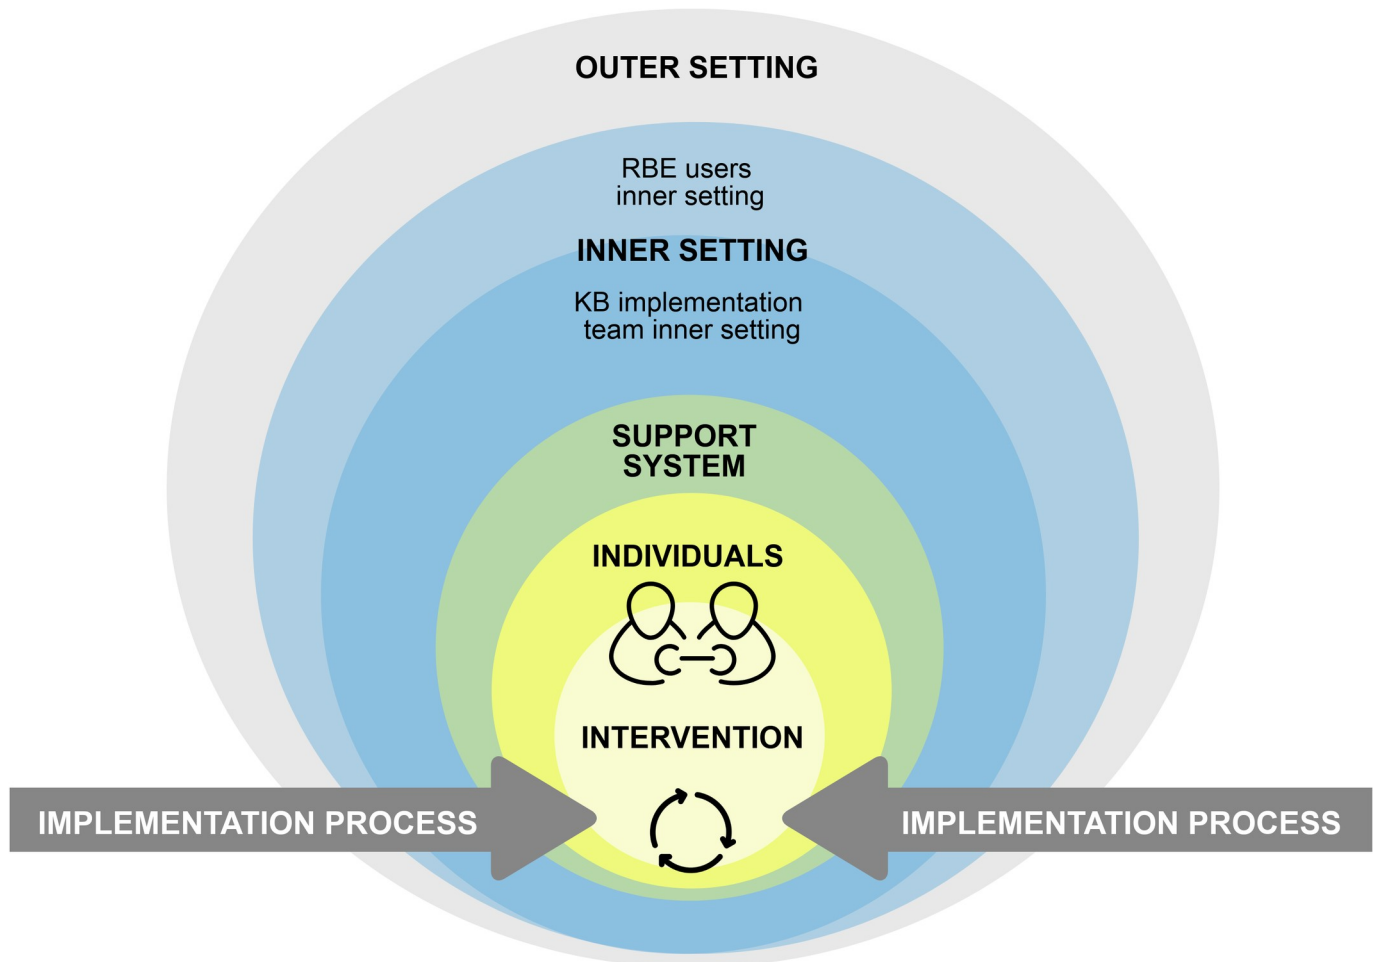 OUTER SETTING
RBE users
inner setting
INNER SETTING
KB implementation
team inner setting
SUPPORT
SYSTEM
INDIVIDUALS
INTERVENTION
IMPLEMENTATION PROCESS
IMPLEMENTATION PROCESS